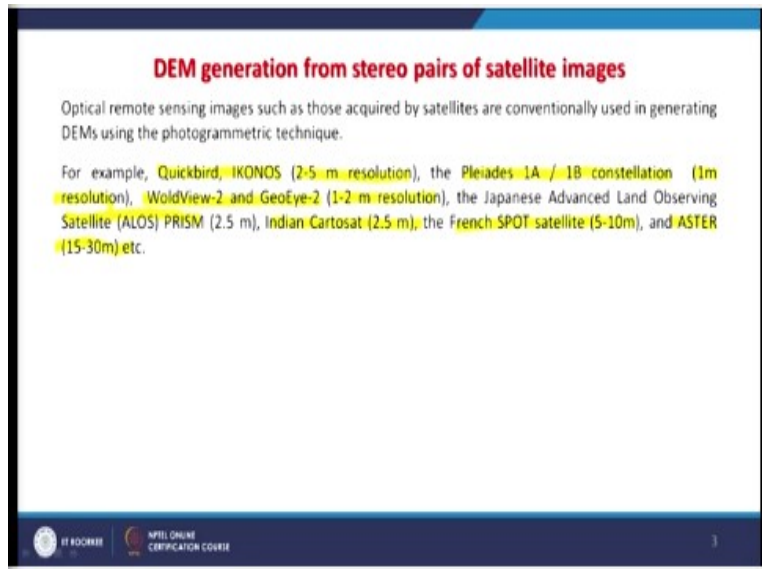 DEM generation from stereo pairs of satellite images
Optical remote sensing images such as those acquired by satellites are conventionally used in generating
DEMs using the photogrammetric technique.
For example, Quickbird, IKONOS (2-5 m resolution), the Pleiades 1A / 1B constellation (1m
resolution), WoldView-2 and GeoEye-2 (1-2 m resolution), the Japanese Advanced Land Observing
Satellite (ALOS) PRISM (2.5 m), Indian Cartosat (2.5 m), the French SPOT satellite (5-10m), and ASTER
(15-30m) etc.
IIT ROORKEE
NPTEL ONLINE
CERTIFICATION COURSE
3